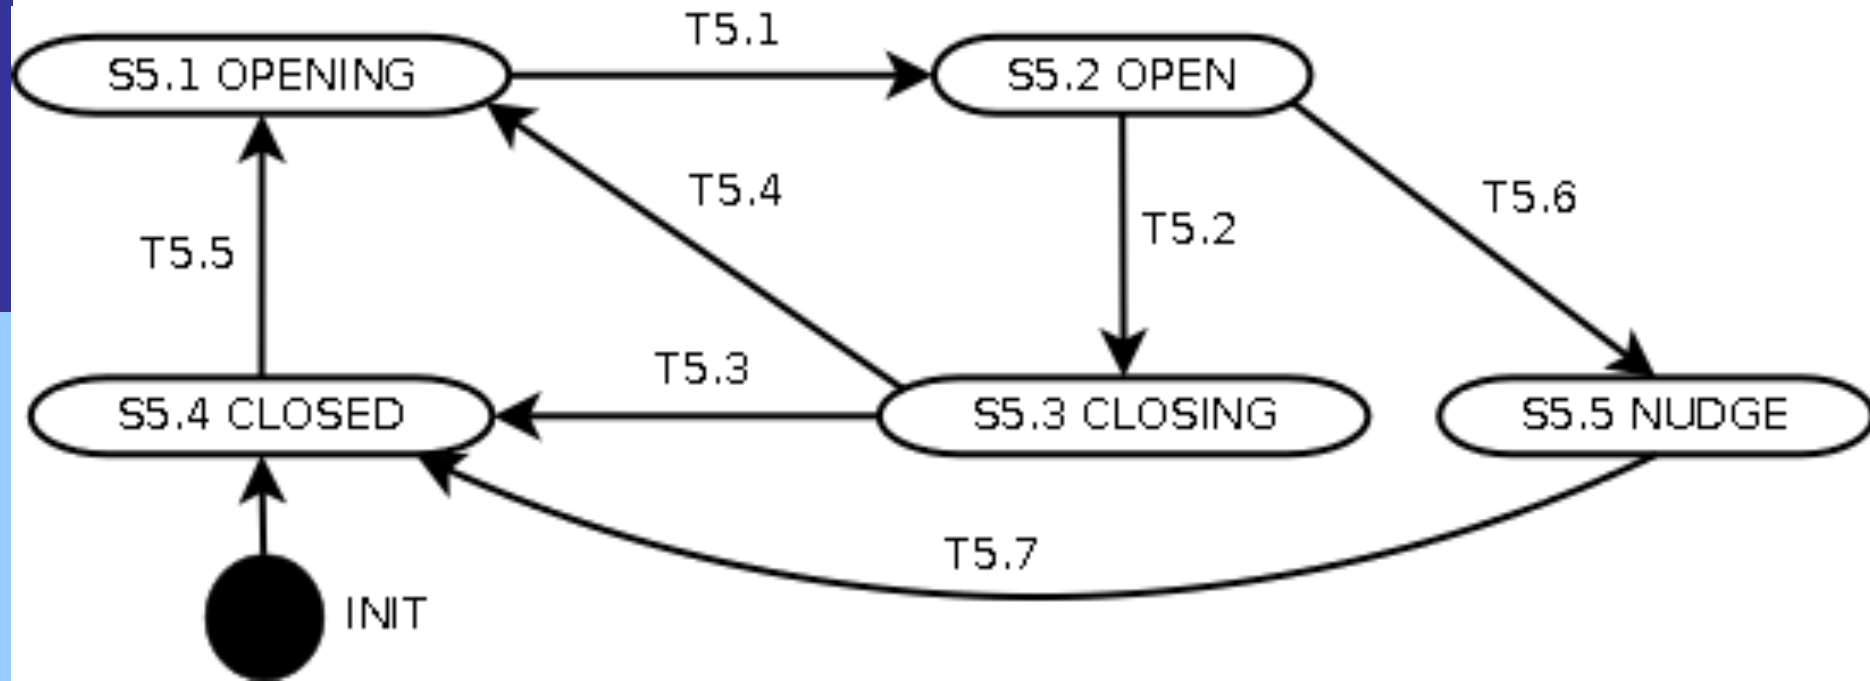 T5.1
S5.1 OPENING
S5.2 OPEN
T5.4
T5.6
T5.2
T5.5
T5.3
S5.4 CLOSED
S5.3 CLOSING
S5.5 NUDGE
T5.7
INIT